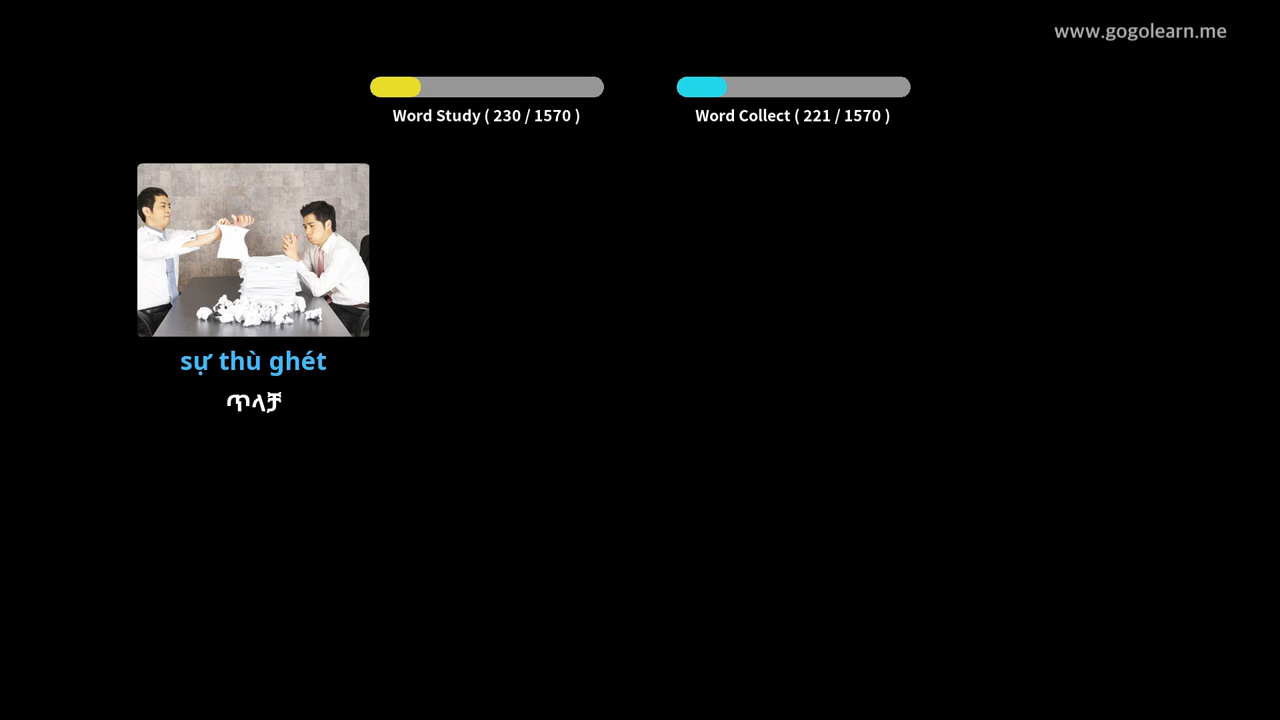 www.gogolearn.me
Word Study ( 230 / 1570 )
Word Collect ( 221 / 1570 )
sự thù ghét
ጥላቻ